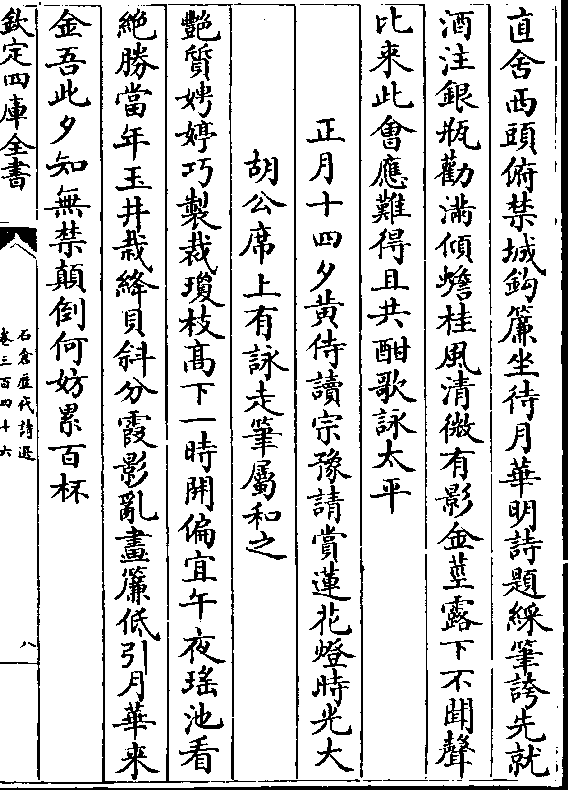 直舍西頭俯禁城鈎簾坐待月華明詩題綵筆誇先就
酒注銀瓶勸滿傾蟾桂風清微有影金莖露下不聞聲
比來此會應難得且共酣歌詠太平
正月十四夕黄侍讀宗豫請賞蓮花燈時光大
胡公席上有詠走筆屬和之
艶質娉婷巧製裁瓊枝髙下一時開偏宜午夜瑤池看
絶勝當年玉井栽絳貝斜分霞影亂畫簾低引月華來
金吾此夕知無禁顛倒何妨累百杯
欽定四庫全書
石倉歴代詩選
卷三百四十六
八